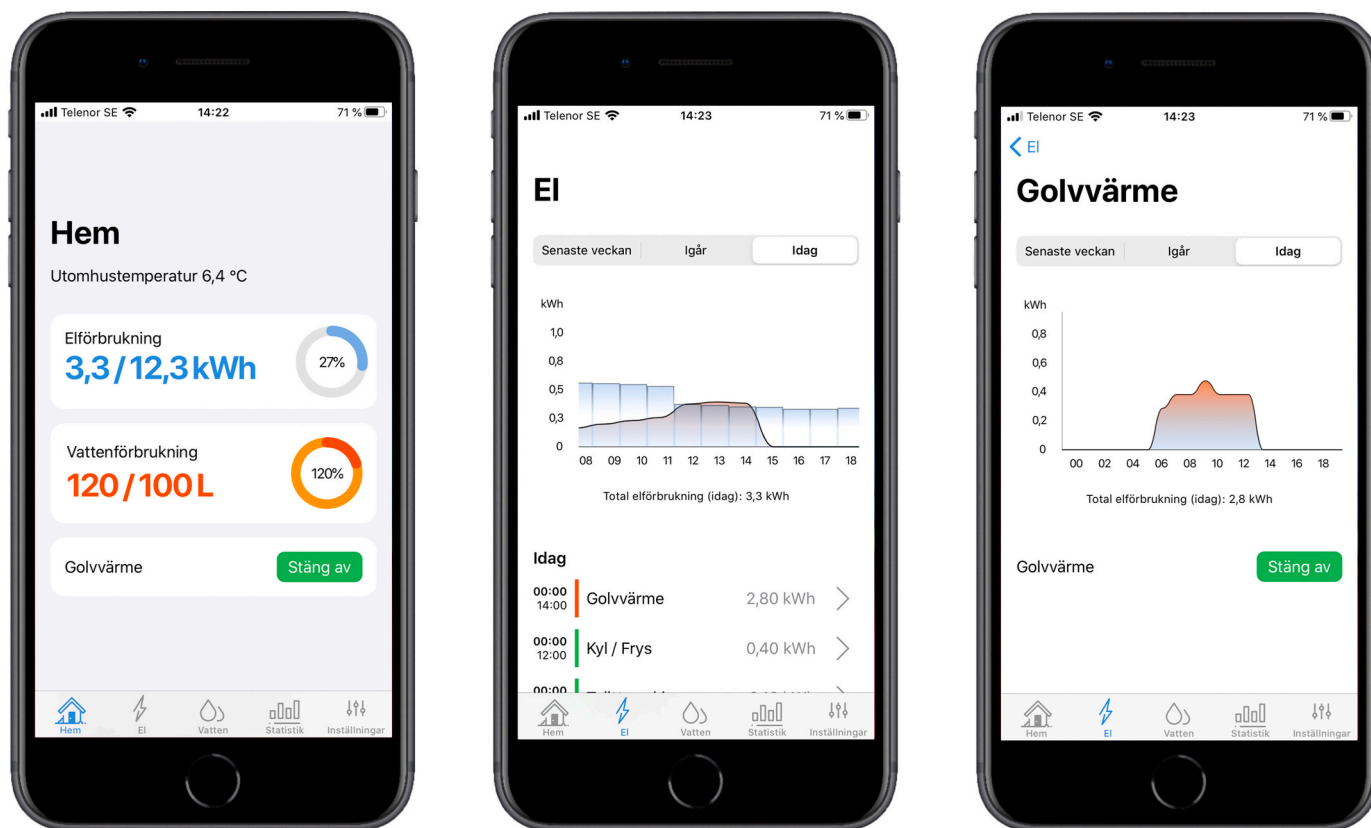 Telenor SE 14:22 71 %
Hem
Utomhustemperatur 6,4 °C
Elförbrukning
3,3 / 12,3 kWh
27%
Vattenförbrukning
120 / 100 L
120%
Golvvärme Stäng av
Hem El Vatten Statistik Inställningar
Telenor SE 14:23 71 %
El
Senaste veckan Igår Idag
kWh
1,0
0,8
0,5
0,3
0
08 09 10 11 12 13 14 15 16 17 18
Total elförbrukning (idag): 3,3 kWh
Idag
00:00
14:00
Golvvärme 2,80 kWh
00:00
12:00
Kyl / Frys 0,40 kWh
00:00
Hem El Vatten Statistik Inställningar
Telenor SE 14:23 71 %
El
Golvvärme
Senaste veckan Igår Idag
kWh
0,8
0,6
0,4
0,2
0
00 02 04 06 08 10 12 14 16 18
Total elförbrukning (idag): 2,8 kWh
Golvvärme Stäng av
Hem El Vatten Statistik Inställningar